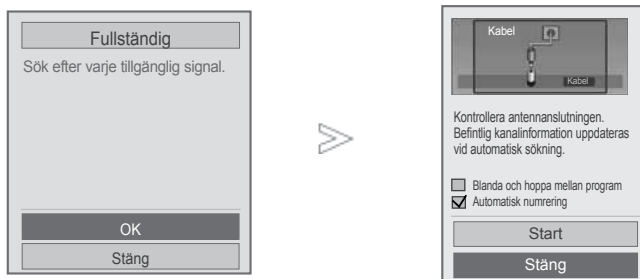 Fullständig
Sök efter varje tillgänglig signal.
OK
Stäng
Kabel
Kabel
Kontrollera antennanslutningen.
Befintlig kanalinformation uppdateras
vid automatisk sökning.
Blanda och hoppa mellan program
Automatisk numrering
Start
Stäng